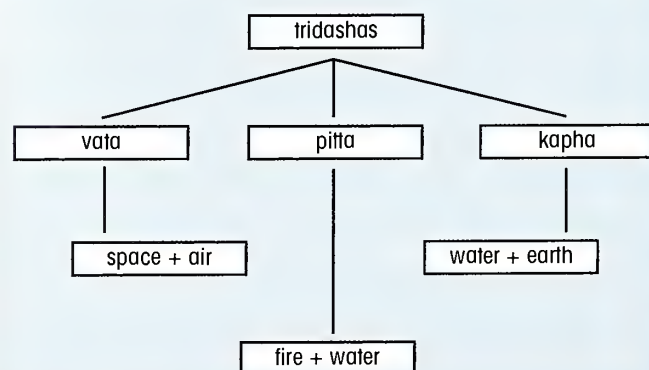 tridashas
vata
pitta
kapha
space + air
water + earth
fire + water